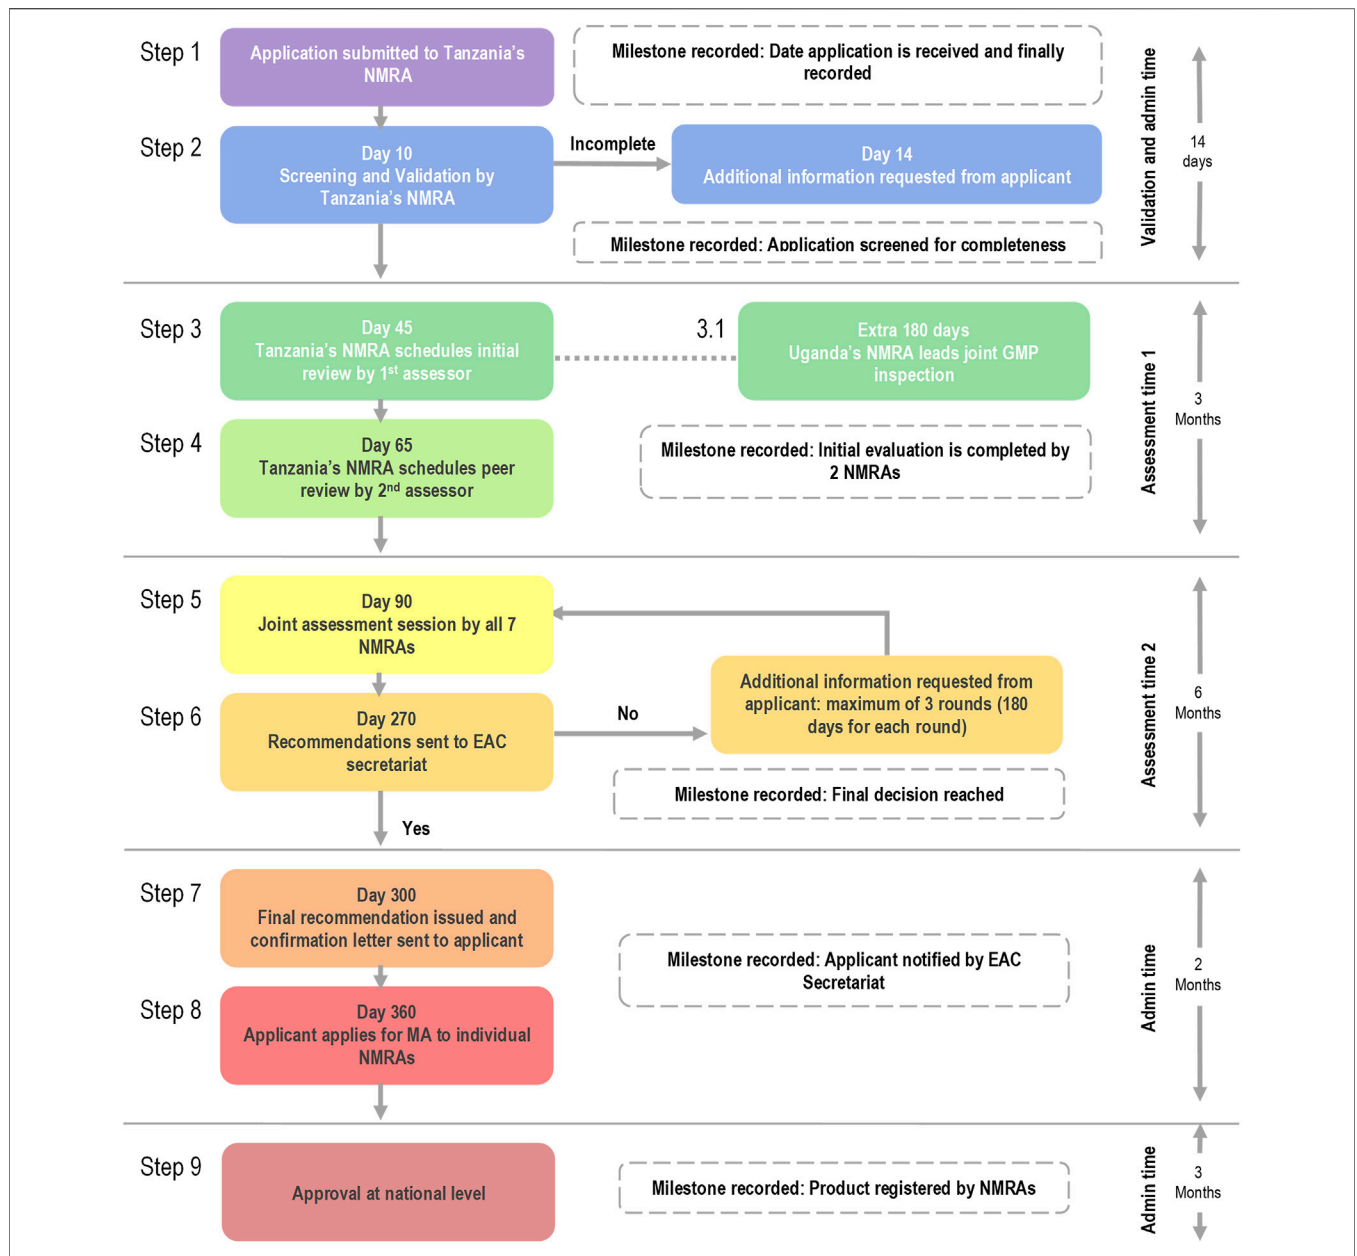 Step 1
Application submitted to Tanzania's
NMRA
Milestone recorded: Date application is received and finally
recorded
Step 2
Day 10
Screening and Validation by
Tanzania's NMRA
Incomplete
Day 14
Additional information requested from applicant
Milestone recorded: Application screened for completeness
Validation and admin time
14
days
Step 3
Day 45
Tanzania's NMRA schedules initial
review by 1st assessor
3.1
Extra 180 days
Uganda's NMRA leads joint GMP
inspection
Step 4
Day 65
Tanzania's NMRA schedules peer
review by 2nd assessor
Milestone recorded: Initial evaluation is completed by
2 NMRAs
Assessment time 1
3
Months
Step 5
Day 90
Joint assessment session by all 7
NMRAs
Step 6
Day 270
Recommendations sent to EAC
secretariat
No
Additional information requested from
applicant: maximum of 3 rounds (180
days for each round)
Milestone recorded: Final decision reached
Yes
Assessment time 2
6
Months
Step 7
Day 300
Final recommendation issued and
confirmation letter sent to applicant
Milestone recorded: Applicant notified by EAC
Secretariat
Step 8
Day 360
Applicant applies for MA to individual
NMRAs
Admin time
2
Months
Step 9
Approval at national level
Milestone recorded: Product registered by NMRAs
Admin time
3
Months